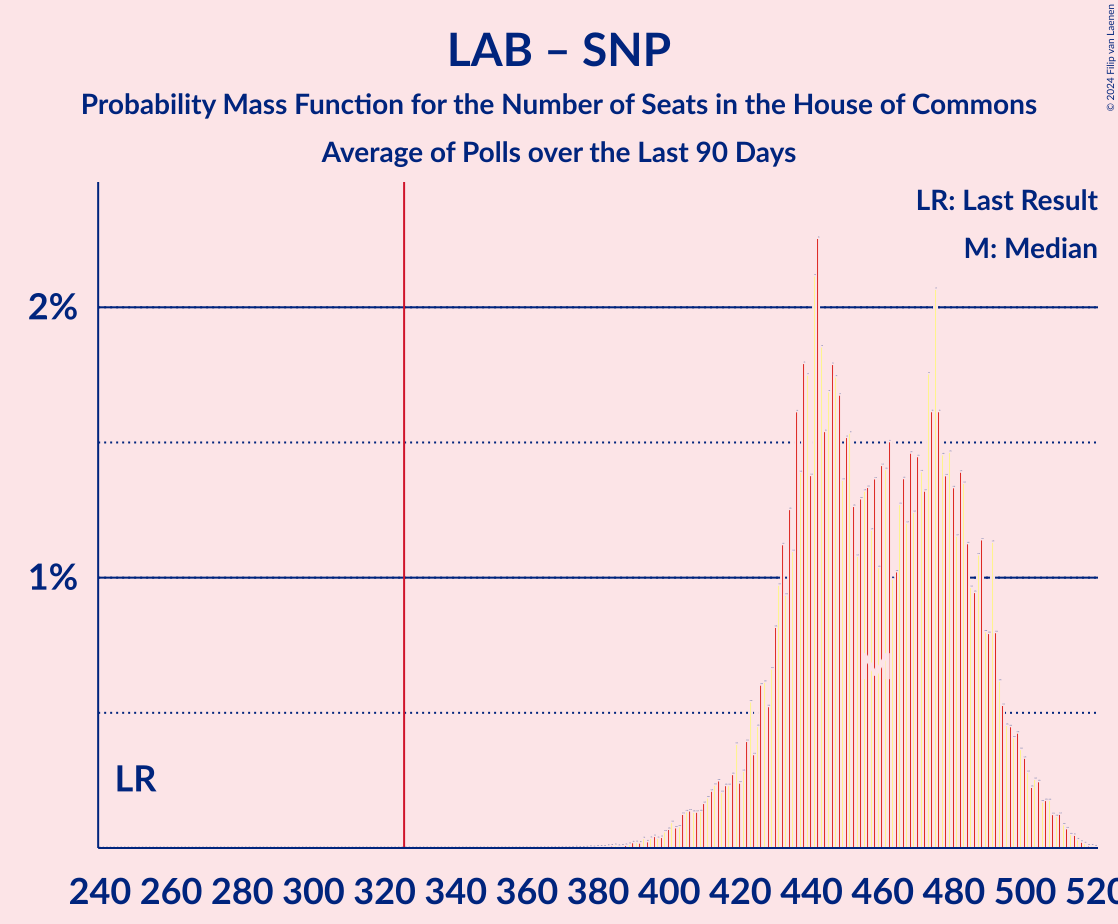 LAB – SNP
Probability Mass Function for the Number of Seats in the House of Commons
Average of Polls over the Last 90 Days
© 2024 Filip van Laenen
LR: Last Result
M: Median
2%
1%
LR
M
240 260 280 300 320 340 360 380 400 420 440 460 480 500 520